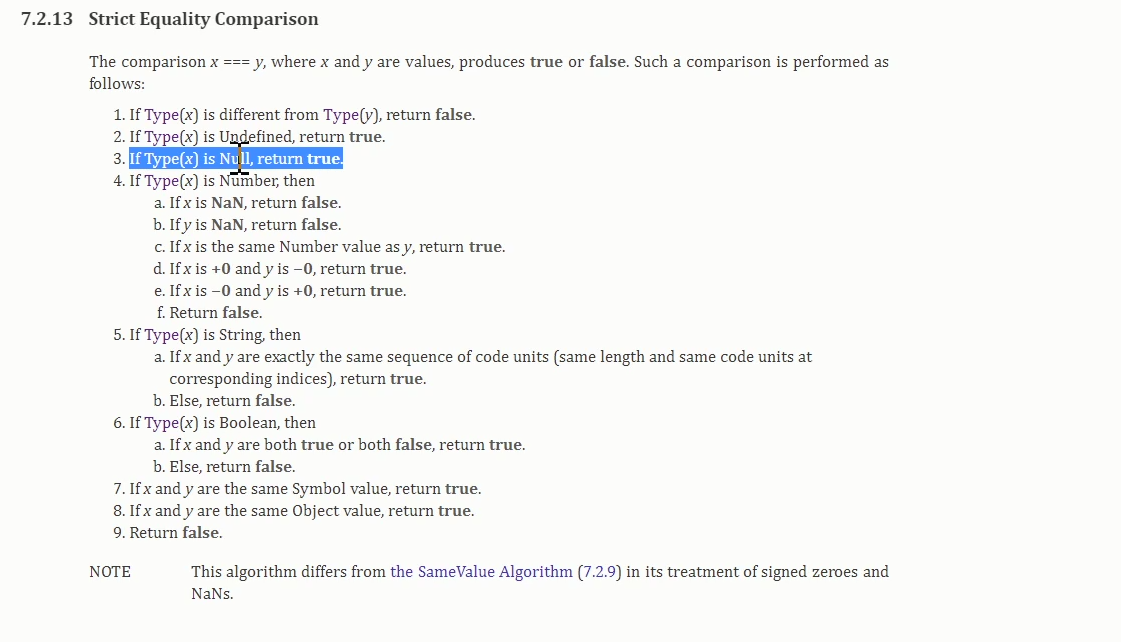 7.2.13 Strict Equality Comparison
The comparison x === y, where x and y are values, produces true or false. Such a comparison is performed as
follows:
1. If Type(x) is different from Type(y), return false.
2. If Type(x) is Undefined, return true.
3. If Type(x) is Null, return true.
4. If Type(x) is Number, then
a. If x is NaN, return false.
b. If y is NaN, return false.
c. If x is the same Number value as y, return true.
d. If x is +0 and y is −0, return true.
e. If x is −0 and y is +0, return true.
f. Return false.
5. If Type(x) is String, then
a. If x and y are exactly the same sequence of code units (same length and same code units at
corresponding indices), return true.
b. Else, return false.
6. If Type(x) is Boolean, then
a. If x and y are both true or both false, return true.
b. Else, return false.
7. If x and y are the same Symbol value, return true.
8. If x and y are the same Object value, return true.
9. Return false.
NOTE This algorithm differs from the SameValue Algorithm (7.2.9) in its treatment of signed zeroes and
NaNs.